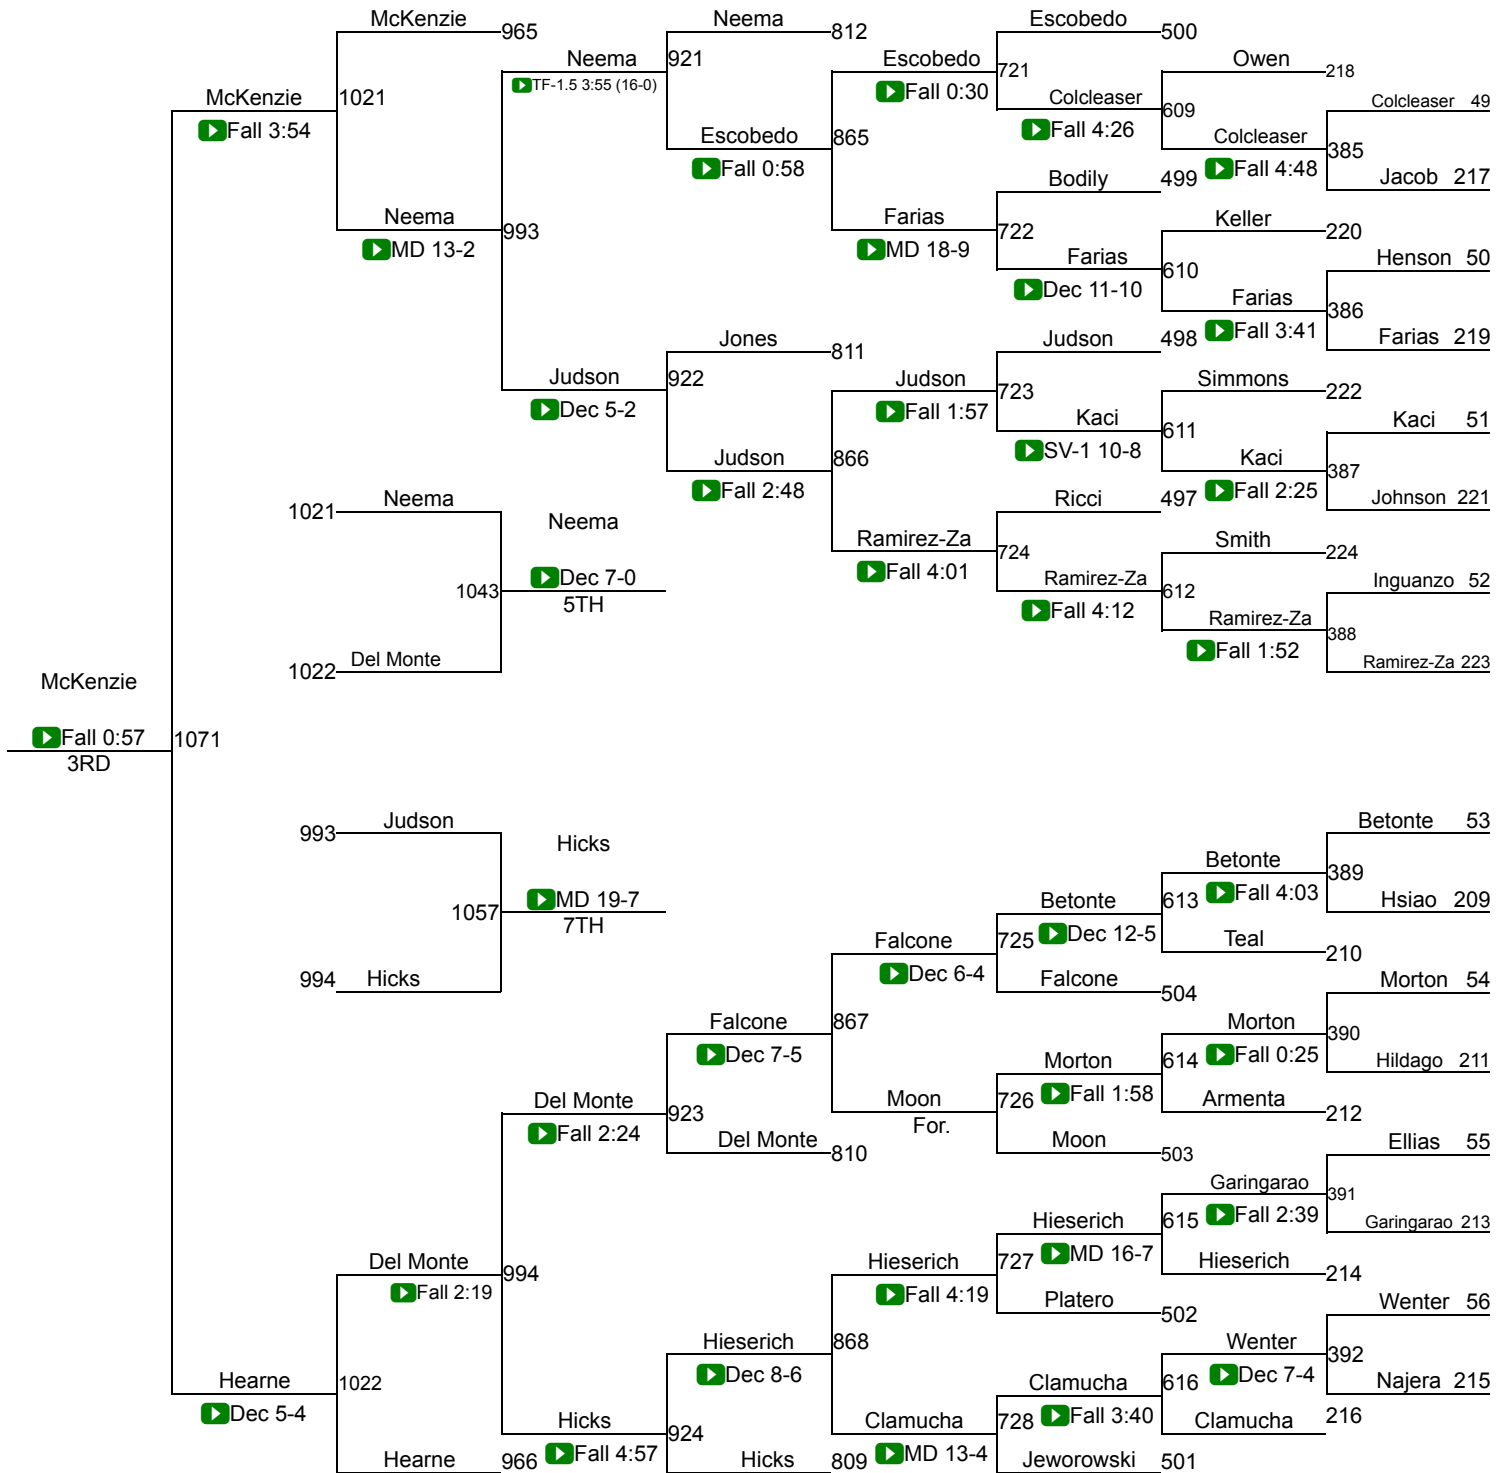 McKenzie 965
Neema 812
Escobedo 500
Neema 921
TF-1.5 3:55 (16-0)
Escobedo 721
Fall 0:30
Owen 218
McKenzie 1021
Fall 3:54
Colcleaser 609
Fall 4:26
Colcleaser 49
Escobedo 865
Fall 0:58
Colcleaser 385
Fall 4:48
Jacob 217
Bodily 499
Neema 993
MD 13-2
Farias 722
MD 18-9
Keller 220
Farias 610
Dec 11-10
Henson 50
Farias 386
Fall 3:41
Farias 219
Jones 811
Judson 498
Judson 922
Dec 5-2
Judson 723
Fall 1:57
Simmons 222
Kaci 611
SV-1 10-8
Kaci 51
Judson 866
Fall 2:48
Kaci 387
Fall 2:25
Johnson 221
1021 Neema
Neema
Ricci 497
Ramirez-Za 724
Fall 4:01
Smith 224
1043
Dec 7-0
5TH
Ramirez-Za 612
Fall 4:12
Inguanzo 52
Ramirez-Za 388
Fall 1:52
Ramirez-Za 223
1022 Del Monte
McKenzie
Fall 0:57 1071
3RD
993 Judson
Hicks
Betonte 53
Betonte 389
Fall 4:03
1057
MD 19-7
7TH
Betonte 613
Dec 12-5
Hsiao 209
Falcone 725
Dec 6-4
Teal 210
994 Hicks
Falcone 504
Morton 54
Falcone 867
Dec 7-5
Morton 390
Fall 0:25
Morton 614
Fall 1:58
Hildago 211
Del Monte 923
Fall 2:24
Moon 726
For.
Armenta 212
Del Monte 810
Moon 503
Ellias 55
Garingarao 391
Fall 2:39
Hieserich 615
MD 16-7
Garingarao 213
Del Monte 994
Fall 2:19
Hieserich 727
Fall 4:19
Hieserich 214
Platero 502
Wenter 56
Hieserich 868
Dec 8-6
Wenter 392
Dec 7-4
Hearne 1022
Dec 5-4
Clamucha 616
Fall 3:40
Najera 215
Hicks 924
Fall 4:57
Clamucha 728
MD 13-4
Clamucha 216
Hearne 966
Hicks 809
Jeworowski 501